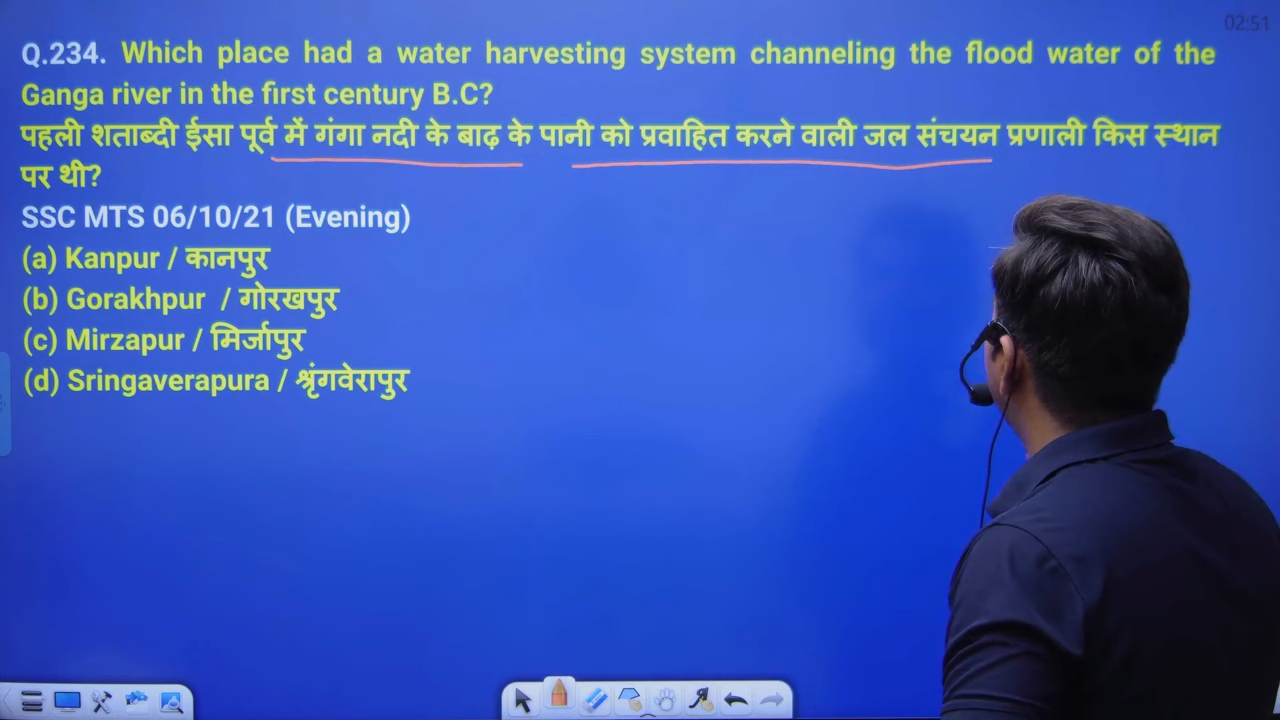 02:51
Q.234. Which place had a water harvesting system channeling the flood water of the
Ganga river in the first century B.C?
पहली शताब्दी ईसा पूर्व में गंगा नदी के बाढ़ के पानी को प्रवाहित करने वाली जल संचयन प्रणाली किस स्थान
पर थी?
SSC MTS 06/10/21 (Evening)
(a) Kanpur / कानपुर
(b) Gorakhpur / गोरखपुर
(c) Mirzapur / मिर्जापुर
(d) Sringaverapura / श्रृंगवेरापुर